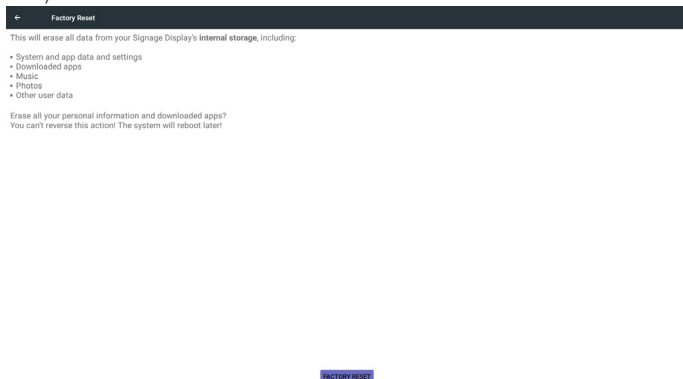 ← Factory Reset
This will erase all data from your Signage Display's internal storage, including:
▪ System and app data and settings
▪ Downloaded apps
▪ Music
▪ Photos
▪ Other user data
Erase all your personal information and downloaded apps?
You can't reverse this action! The system will reboot later!
FACTORY RESET